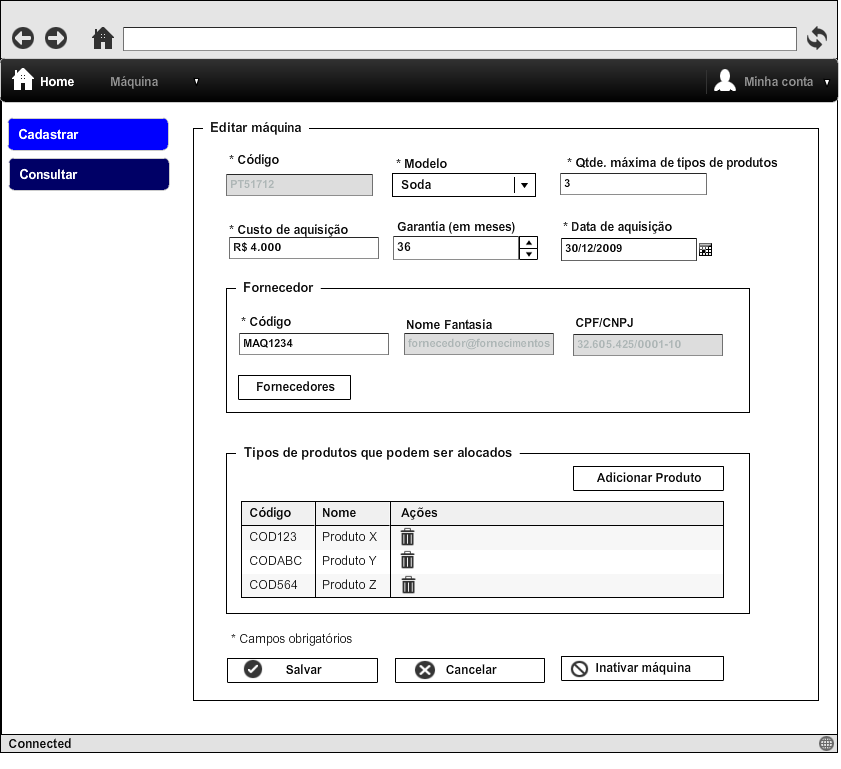 Home Máquina Minha conta
Cadastrar
Consultar
Editar máquina
* Código * Modelo * Qtde. máxima de tipos de produtos
PT51712 Soda 3
* Custo de aquisição Garantia (em meses) * Data de aquisição
R$ 4.000 36 30/12/2009
Fornecedor
* Código Nome Fantasia CPF/CNPJ
MAQ1234 fornecedor@fornecimentos 32.605.425/0001-10
Fornecedores
Tipos de produtos que podem ser alocados
Adicionar Produto
Código Nome Ações
COD123 Produto X
CODABC Produto Y
COD564 Produto Z
* Campos obrigatórios
Salvar Cancelar Inativar máquina
Connected